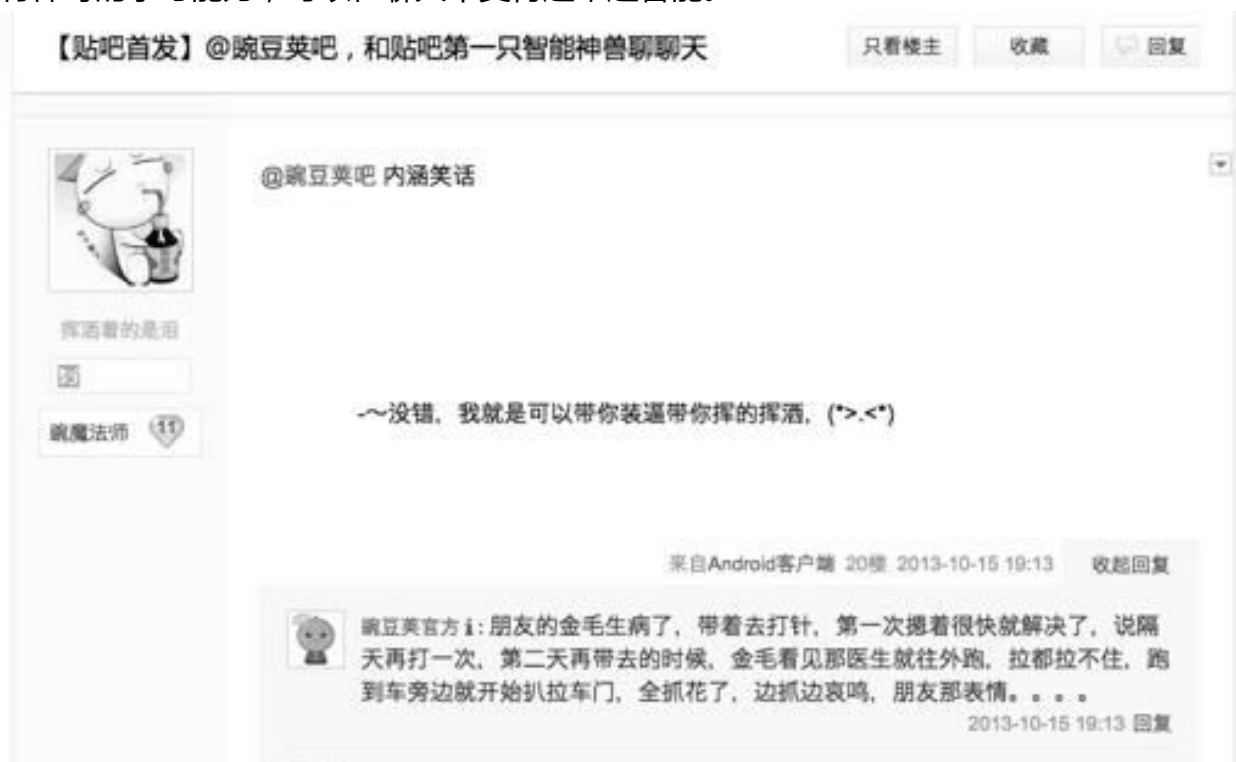 【贴吧首发】@豌豆荚吧，和贴吧第一只智能神兽聊聊天
只看楼主 收藏 回复
@豌豆荚吧 内涵笑话
挥洒着的是泪
豌魔法师 11
-～没错，我就是可以带你装逼带你挥的挥洒，(*>.<*)
来自Android客户端 20楼 2013-10-15 19:13 收起回复
豌豆荚官方i：朋友的金毛生病了，带着去打针，第一次摁着很快就解决了，说隔
天再打一次，第二天再带去的时候，金毛看见那医生就往外跑，拉都拉不住，跑
到车旁边就开始扒拉车门，全抓花了，边抓边哀鸣，朋友那表情。。。。
2013-10-15 19:13 回复